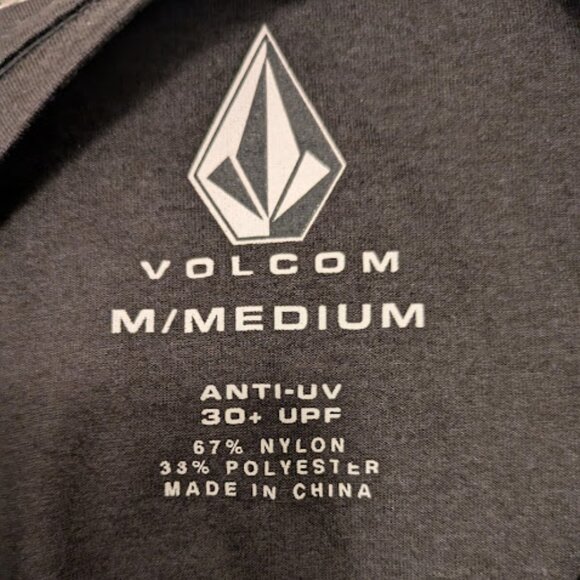 VOLCOM
M/MEDIUM
ANTI-UV
30+ UPF
67% NYLON
33% POLYESTER
MADE IN CHINA